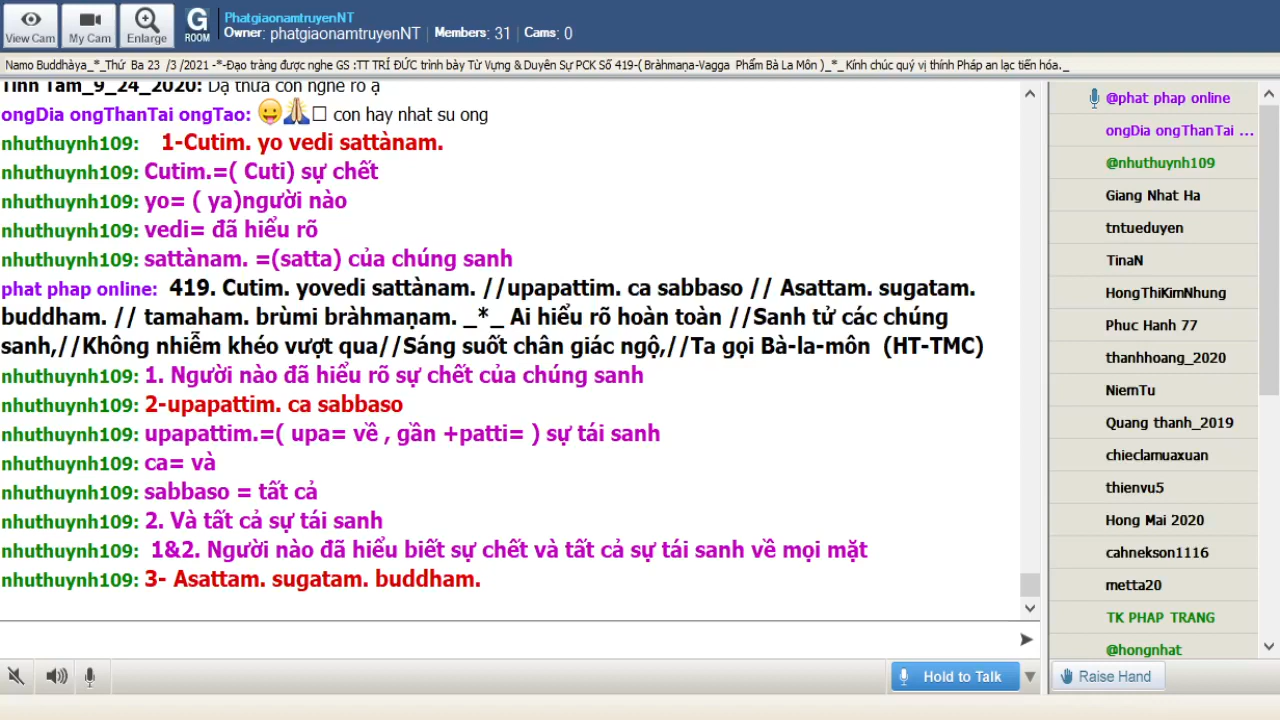 View Cam
My Cam
Enlarge
G
ROOM
PhatgiaonamtruyenNT
Owner: phatgiaonamtruyenNT | Members: 31 | Cams: 0
Namo Buddhàya_*_Thứ Ba 23 /3 /2021 -*-Đạo tràng được nghe GS :TT TRÍ ĐỨC trình bày Từ Vựng & Duyên Sự PCK Số 419-( Bràhmaṇa-Vagga Phẩm Bà La Môn )_*_ Kính chúc quý vị thính Pháp an lạc tiến hóa._
Tinh Tam_9_24_2020: Dạ thưa con nghe rõ ạ
ongDia ongThanTai ongTao: 😛🙏□ con hay nhat su ong
nhuthuynh109: 1-Cutim. yo vedi sattànam.
nhuthuynh109: Cutim.=( Cuti) sự chết
nhuthuynh109: yo= ( ya)người nào
nhuthuynh109: vedi= đã hiểu rõ
nhuthuynh109: sattànam. =(satta) của chúng sanh
phat phap online: 419. Cutim. yovedi sattànam. //upapattim. ca sabbaso // Asattam. sugatam.
buddham. // tamaham. brùmi bràhmaṇam. _*_ Ai hiểu rõ hoàn toàn //Sanh tử các chúng
sanh,//Không nhiễm khéo vượt qua//Sáng suốt chân giác ngộ,//Ta gọi Bà-la-môn (HT-TMC)
nhuthuynh109: 1. Người nào đã hiểu rõ sự chết của chúng sanh
nhuthuynh109: 2-upapattim. ca sabbaso
nhuthuynh109: upapattim.=( upa= về , gần +patti= ) sự tái sanh
nhuthuynh109: ca= và
nhuthuynh109: sabbaso = tất cả
nhuthuynh109: 2. Và tất cả sự tái sanh
nhuthuynh109: 1&2. Người nào đã hiểu biết sự chết và tất cả sự tái sanh về mọi mặt
nhuthuynh109: 3- Asattam. sugatam. buddham.
@phat phap online
ongDia ongThanTai ...
@nhuthuynh109
Giang Nhat Ha
tntueduyen
TinaN
HongThiKimNhung
Phuc Hanh 77
thanhhoang_2020
NiemTu
Quang thanh_2019
chieclamuaxuan
thienvu5
Hong Mai 2020
cahnekson1116
metta20
TK PHAP TRANG
@hongnhat
Hold to Talk
Raise Hand